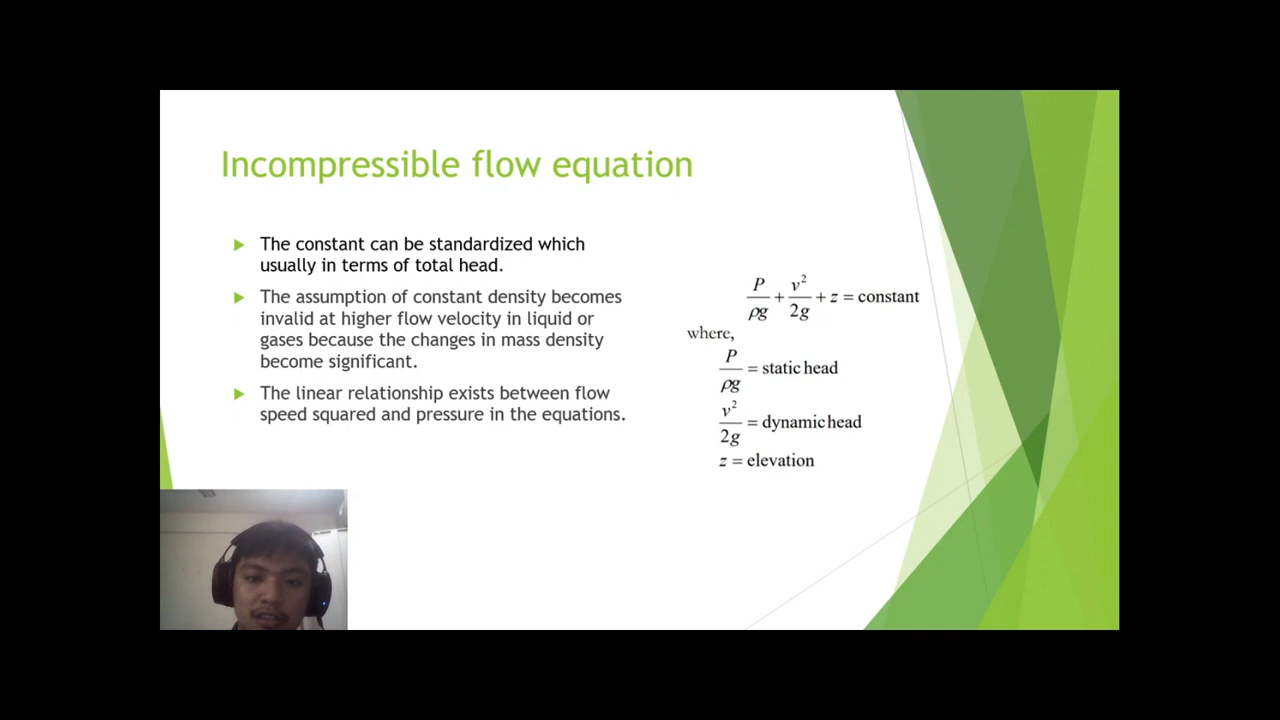 Incompressible flow equation
The constant can be standardized which
usually in terms of total head.
The assumption of constant density becomes
invalid at higher flow velocity in liquid or
gases because the changes in mass density
become significant.
The linear relationship exists between flow
speed squared and pressure in the equations.
P/ρg + v²/2g + z = constant
where,
P/ρg = static head
v²/2g = dynamic head
z = elevation